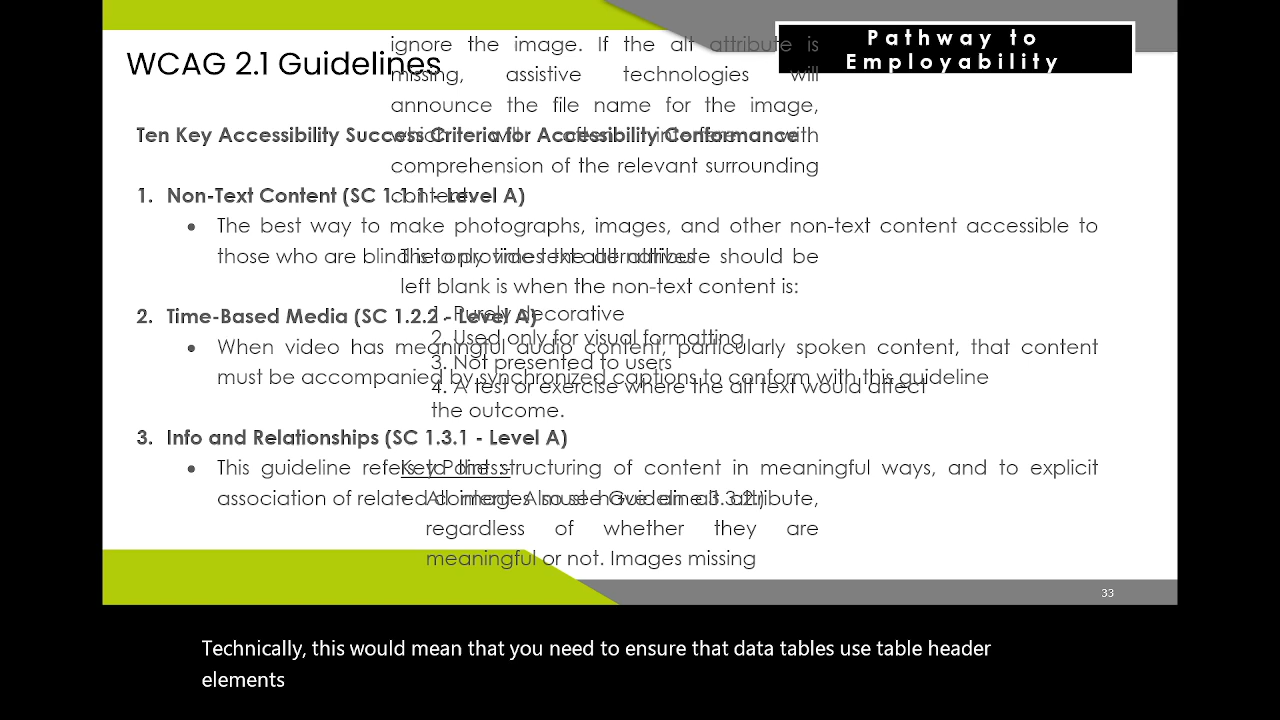 Pathway to
Employability
WCAG 2.1 Guidelines
Ten Key Accessibility Success Criteria for Accessibility Conformance
1. Non-Text Content (SC 1.1.1 - Level A)
• The best way to make photographs, images, and other non-text content accessible to
those who are blind is to provide text alternatives
2. Time-Based Media (SC 1.2.2 - Level A)
• When video has meaningful audio content, particularly spoken content, that content
must be accompanied by synchronized captions to conform with this guideline
3. Info and Relationships (SC 1.3.1 - Level A)
• This guideline refers to the structuring of content in meaningful ways, and to explicit
association of related content. Also see Guideline 3.3.2.)
ignore the image. If the alt attribute is
missing, assistive technologies will
announce the file name for the image,
which will often interfere with
comprehension of the relevant surrounding
content.
The only time the alt attribute should be
left blank is when the non-text content is:
1. Purely decorative
2. Used only for visual formatting
3. Not presented to users
4. A test or exercise where the alt text would affect
the outcome.
Key Points:-
• All images must have an alt attribute,
regardless of whether they are
meaningful or not. Images missing
33
Technically, this would mean that you need to ensure that data tables use table header
elements